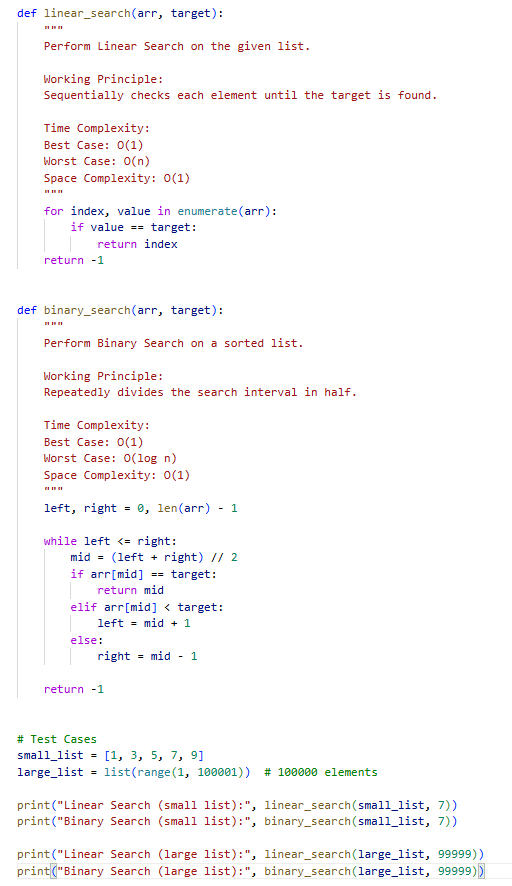 def linear_search(arr, target):
    """
    Perform Linear Search on the given list.

    Working Principle:
    Sequentially checks each element until the target is found.

    Time Complexity:
    Best Case: O(1)
    Worst Case: O(n)
    Space Complexity: O(1)
    """
    for index, value in enumerate(arr):
        if value == target:
            return index
    return -1


def binary_search(arr, target):
    """
    Perform Binary Search on a sorted list.

    Working Principle:
    Repeatedly divides the search interval in half.

    Time Complexity:
    Best Case: O(1)
    Worst Case: O(log n)
    Space Complexity: O(1)
    """
    left, right = 0, len(arr) - 1

    while left <= right:
        mid = (left + right) // 2
        if arr[mid] == target:
            return mid
        elif arr[mid] < target:
            left = mid + 1
        else:
            right = mid - 1

    return -1


# Test Cases
small_list = [1, 3, 5, 7, 9]
large_list = list(range(1, 100001))  # 100000 elements

print("Linear Search (small list):", linear_search(small_list, 7))
print("Binary Search (small list):", binary_search(small_list, 7))

print("Linear Search (large list):", linear_search(large_list, 99999))
print("Binary Search (large list):", binary_search(large_list, 99999))